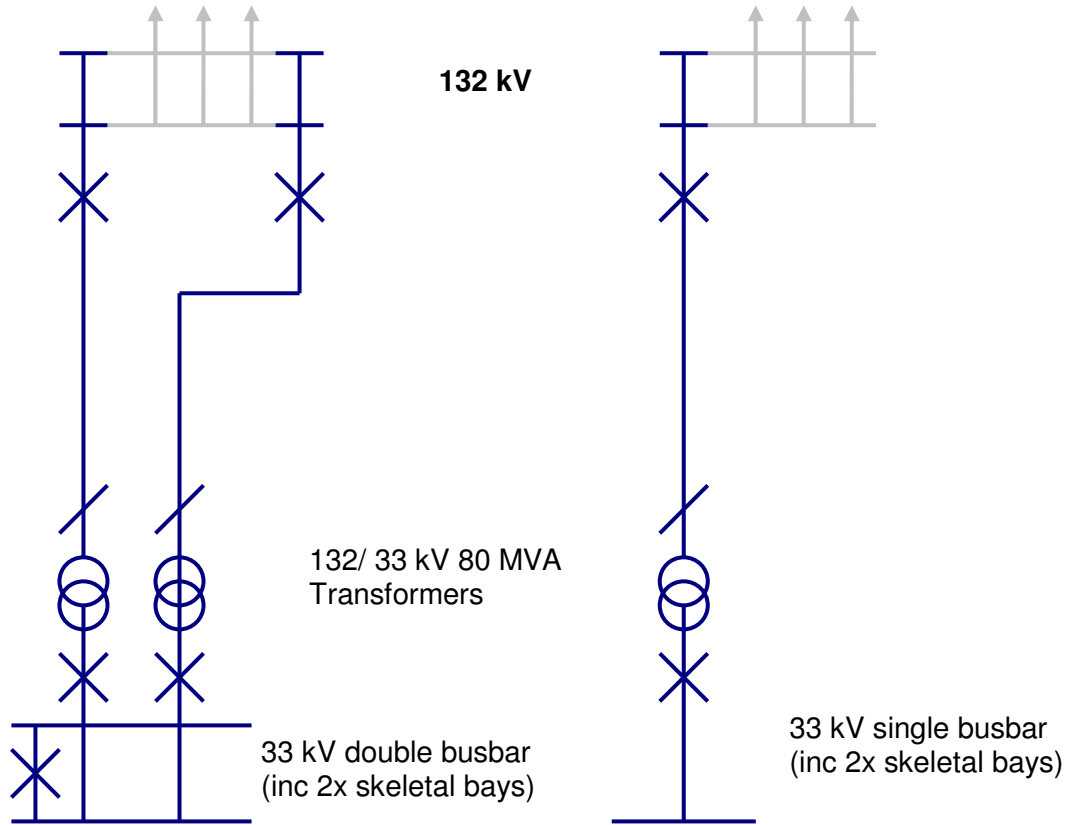 132 kV
132/ 33 kV 80 MVA
Transformers
33 kV double busbar
(inc 2x skeletal bays)
33 kV single busbar
(inc 2x skeletal bays)